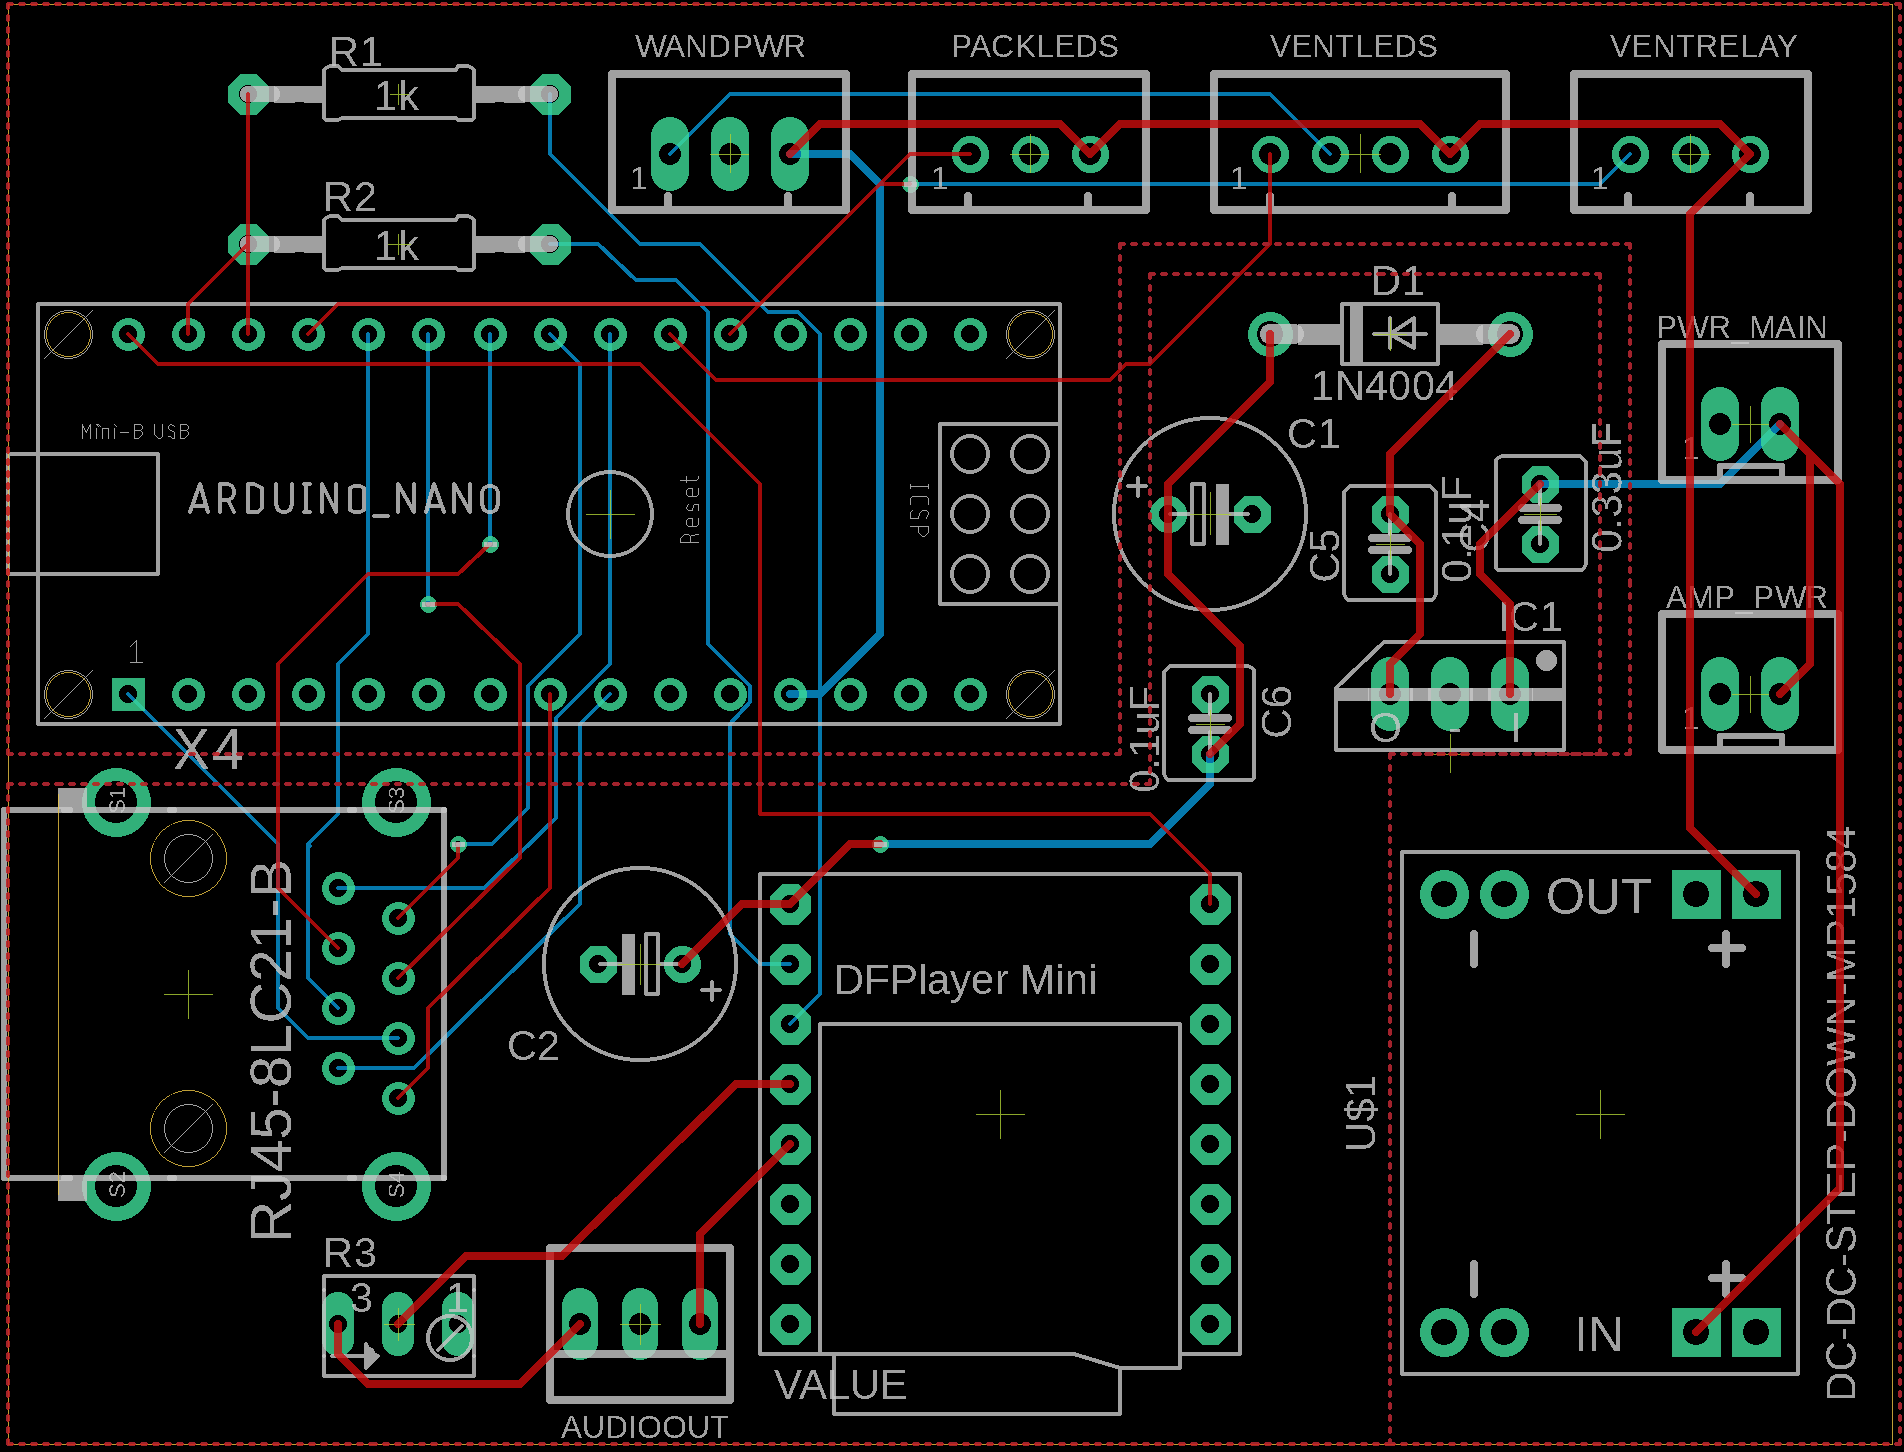 R1
1k
WANDPWR
PACKLEDS
VENTLEDS
VENTRELAY
1
1
1
1
R2
1k
D1
1N4004
PWR_MAIN
1
Mini-B USB
ARDUINO_NANO
Reset
ICSP
1
C1
+
C5
0.1uF
C4
0.33uF
IC1
O
-
I
AMP_PWR
1
0.1uF
C6
X4
S1
S3
RJ45-8LC21-B
S2
S4
C2
+
DFPlayer Mini
VALUE
OUT
-
+
U$1
-
+
IN
DC-DC-STEP-DOWN-MP1584
R3
3
1
AUDIOOUT